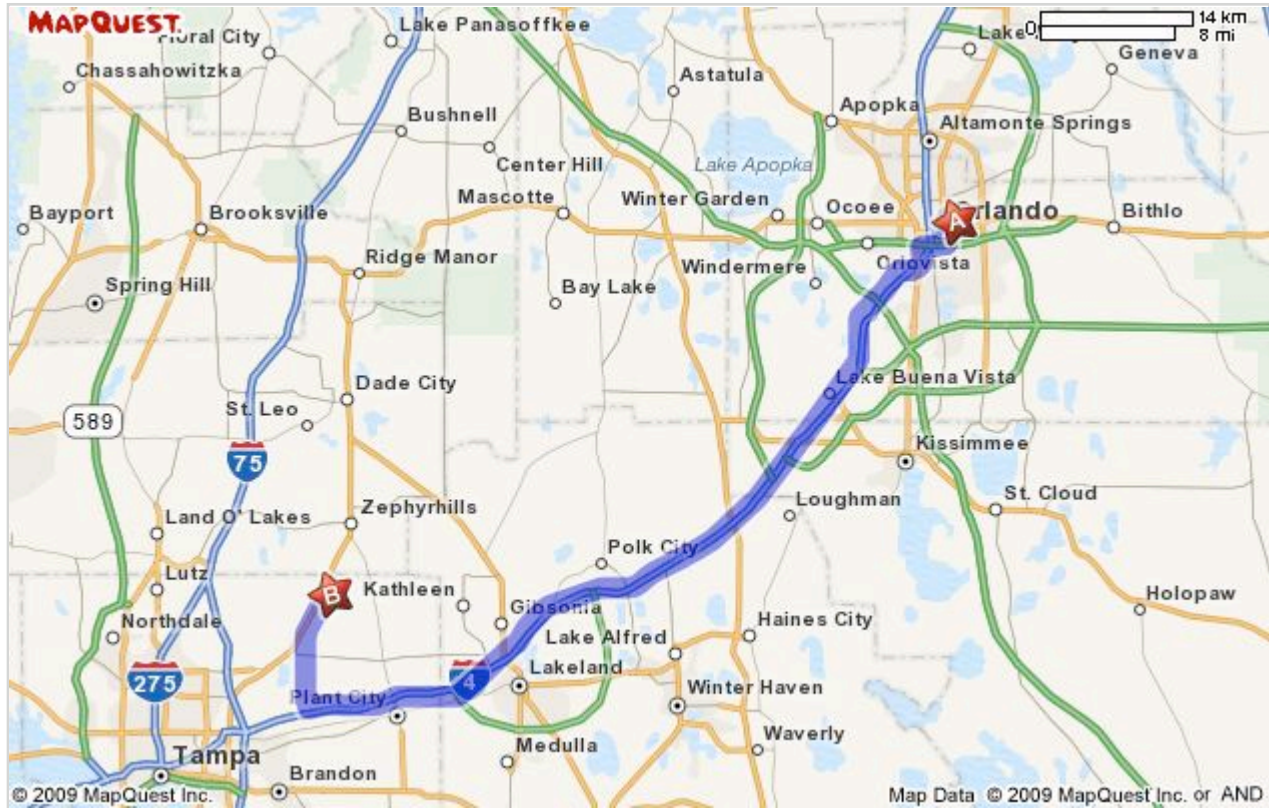 MAPQUEST.
Floral City
Lake Panasoffkee
14 km
8 mi
Lake
Geneva
Chassahowitzka
Astatula
Apopka
Bushnell
Altamonte Springs
Center Hill
Lake Apopka
Mascotte
Winter Garden
Ocoee
A
Orlando
Bithlo
Bayport
Brooksville
Ridge Manor
Windermere
Orlovista
Spring Hill
Bay Lake
Dade City
Lake Buena Vista
St. Leo
589
75
Kissimmee
Zephyrhills
Loughman
St. Cloud
Land O' Lakes
Polk City
Lutz
B
Kathleen
Gibsonia
Holopaw
Northdale
Lake Alfred
Haines City
275
4
Lakeland
Plant City
Winter Haven
Tampa
Medulla
Waverly
Brandon
© 2009 MapQuest Inc.
Map Data © 2009 MapQuest Inc. or AND